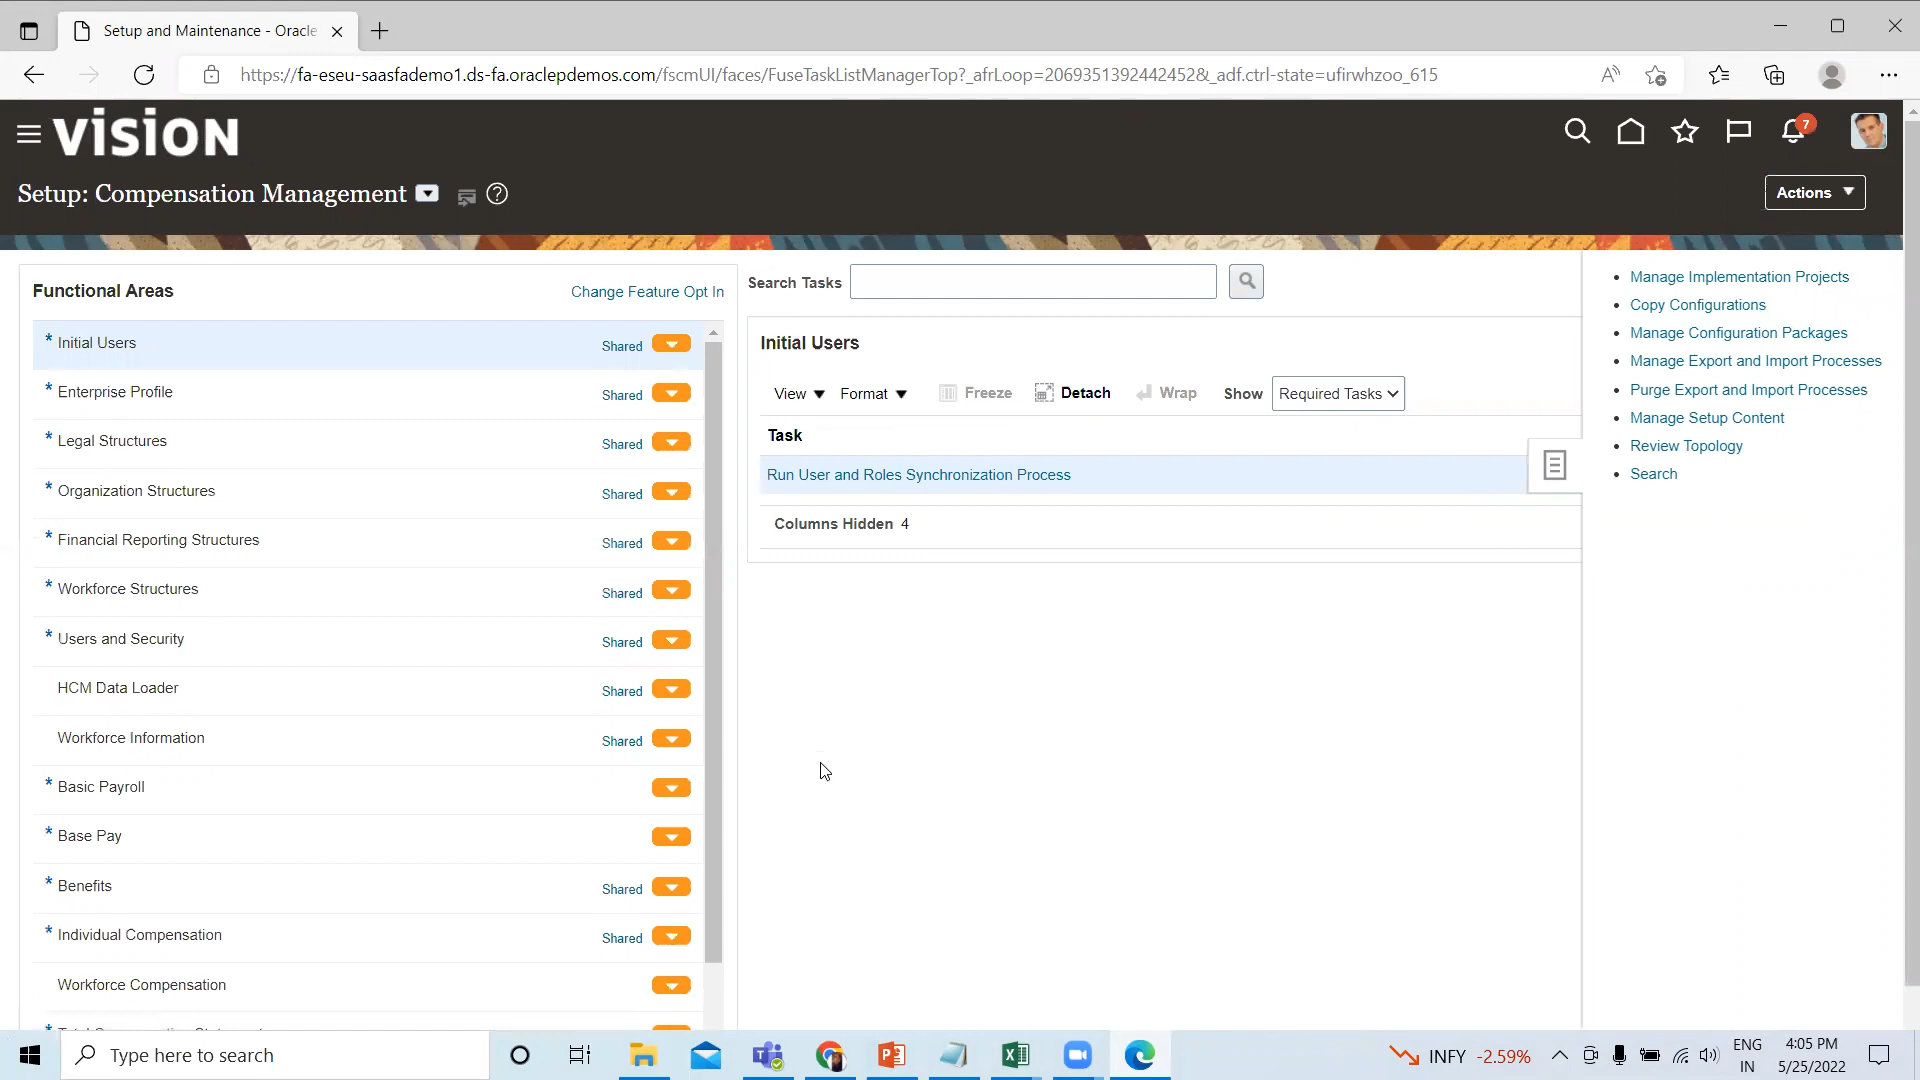 Setup and Maintenance - Oracle
https://fa-eseu-saasfademo1.ds-fa.oraclepdemos.com/fscmUI/faces/FuseTaskListManagerTop?_afrLoop=2069351392442452&_adf.ctrl-state=ufirwhzoo_615
VISION
7
Setup: Compensation Management
Actions
Functional Areas
Change Feature Opt In
* Initial Users Shared
* Enterprise Profile Shared
* Legal Structures Shared
* Organization Structures Shared
* Financial Reporting Structures Shared
* Workforce Structures Shared
* Users and Security Shared
HCM Data Loader Shared
Workforce Information Shared
* Basic Payroll
* Base Pay
* Benefits Shared
* Individual Compensation Shared
Workforce Compensation
Search Tasks
Initial Users
View Format Freeze Detach Wrap Show Required Tasks
Task
Run User and Roles Synchronization Process
Columns Hidden 4
Manage Implementation Projects
Copy Configurations
Manage Configuration Packages
Manage Export and Import Processes
Purge Export and Import Processes
Manage Setup Content
Review Topology
Search
Type here to search
INFY -2.59%
ENG
IN
4:05 PM
5/25/2022